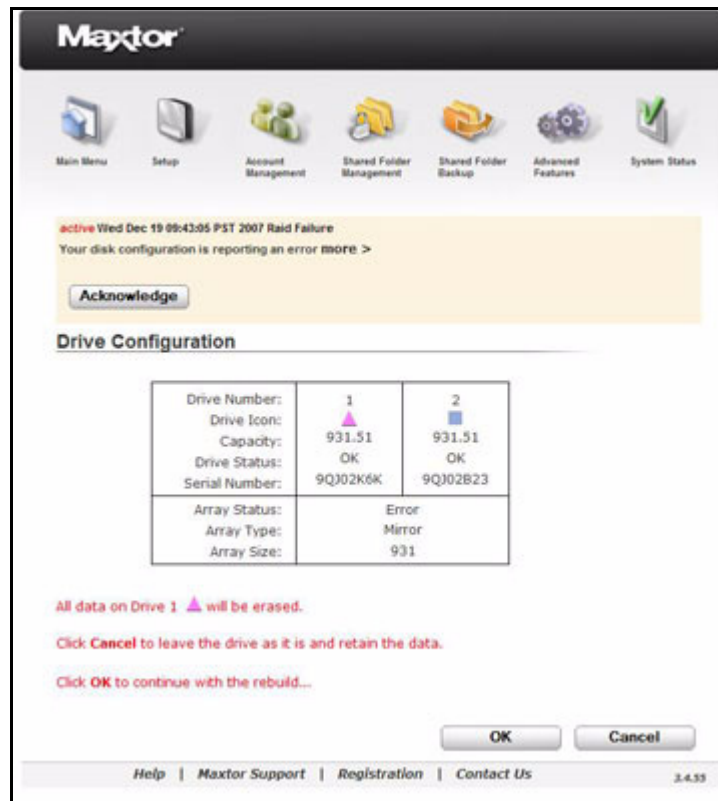 Maxtor
Main Menu
Setup
Account Management
Shared Folder Management
Shared Folder Backup
Advanced Features
System Status
active Wed Dec 19 09:43:05 PST 2007 Raid Failure
Your disk configuration is reporting an error more >
Acknowledge
Drive Configuration
Drive Number: 1 2
Drive Icon:
Capacity: 931.51 931.51
Drive Status: OK OK
Serial Number: 9QJ02K6K 9QJ02B23
Array Status: Error
Array Type: Mirror
Array Size: 931
All data on Drive 1 will be erased.
Click Cancel to leave the drive as it is and retain the data.
Click OK to continue with the rebuild...
OK Cancel
Help | Maxtor Support | Registration | Contact Us 3.4.55